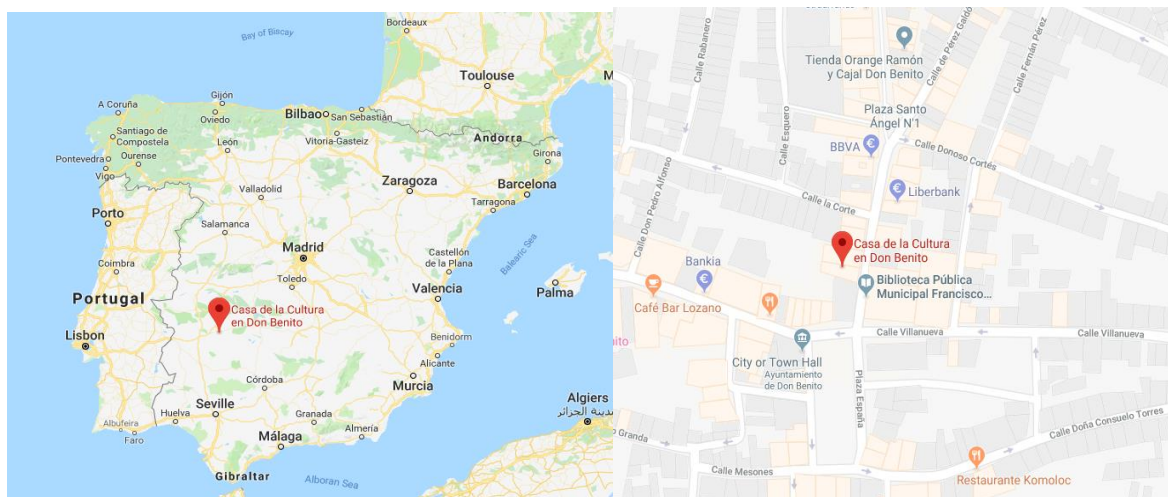 Bordeaux
Bay of Biscay
Toulouse
A Coruña
Gijón
Oviedo
Bilbao
San Sebastián
Santiago de
Compostela
Vitoria-Gasteiz
Andorra
Pontevedra
Ourense
León
Vigo
Girona
Valladolid
Zaragoza
Barcelona
Porto
Tarragona
Salamanca
Madrid
Castellón
de la Plana
Balearic Sea
Coimbra
Toledo
Portugal
Valencia
Palma
Casa de la Cultura
en Don Benito
Lisbon
Benidorm
Alicante
Córdoba
Murcia
Seville
Algiers
مدينة الجزائر
Huelva
Granada
Albufeira
Faro
Málaga
Almería
Gibraltar
Alboran Sea
Calle Rabanero
Tienda Orange Ramón
y Cajal Don Benito
Calle de Pérez Galdó
Calle Fernán Pérez
Calle Esquero
Plaza Santo
Ángel N'1
BBVA
Calle Donoso Cortés
Calle Don Pedro Alfonso
Calle la Corte
Liberbank
Casa de la Cultura
en Don Benito
Bankia
Biblioteca Pública
Municipal Francisco...
Café Bar Lozano
Calle Villanueva
Calle Villanueva
City or Town Hall
Ayuntamiento
de Don Benito
Plaza España
Calle Doña Consuelo Torres
Granda
Calle Mesones
Restaurante Komoloc